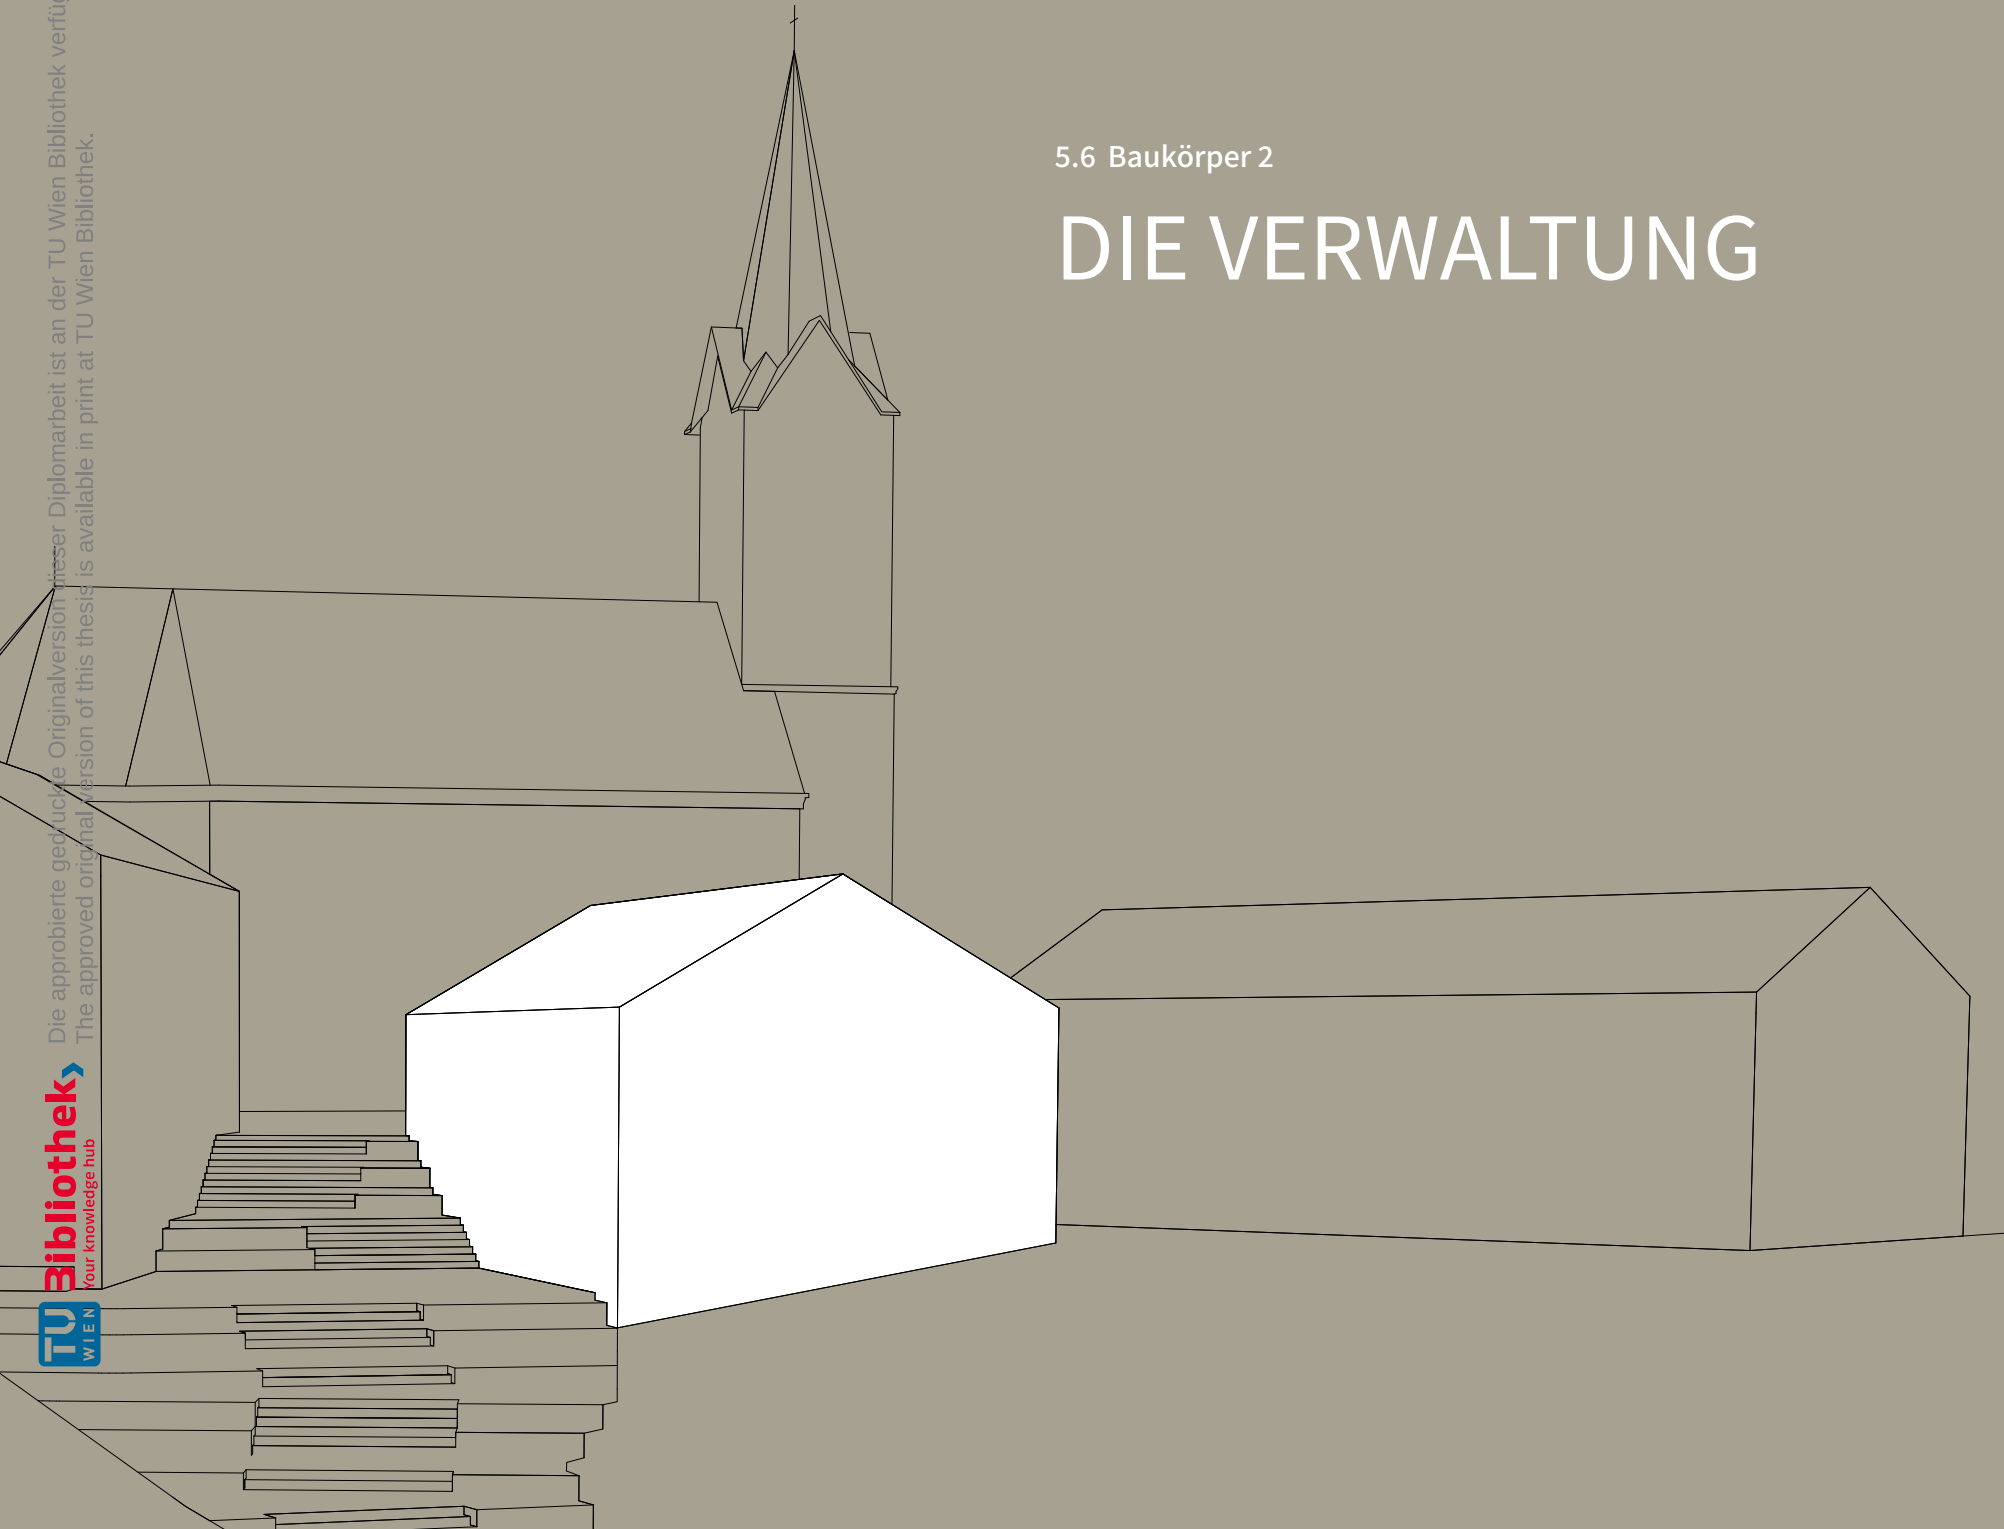 5.6 Baukörper 2
DIE VERWALTUNG
Die approbierte gedruckte Originalversion dieser Diplomarbeit ist an der TU Wien Bibliothek
The approved original version of this thesis is available in print at TU Wien Bibliothek.
Bibliothek
Your knowledge hub
TU
WIEN